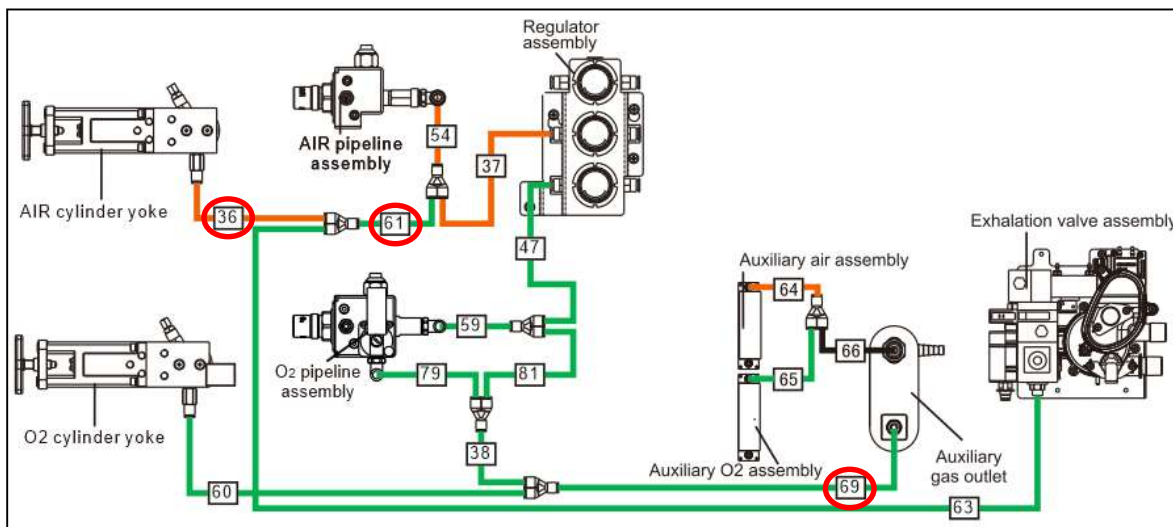 Regulator
assembly
54
AIR pipeline
assembly
37
AIR cylinder yoke
36
61
Exhalation valve assembly
47
Auxiliary air assembly
64
59
66
O2 pipeline
assembly
79
81
65
O2 cylinder yoke
38
Auxiliary O2 assembly
69
Auxiliary
gas outlet
60
63